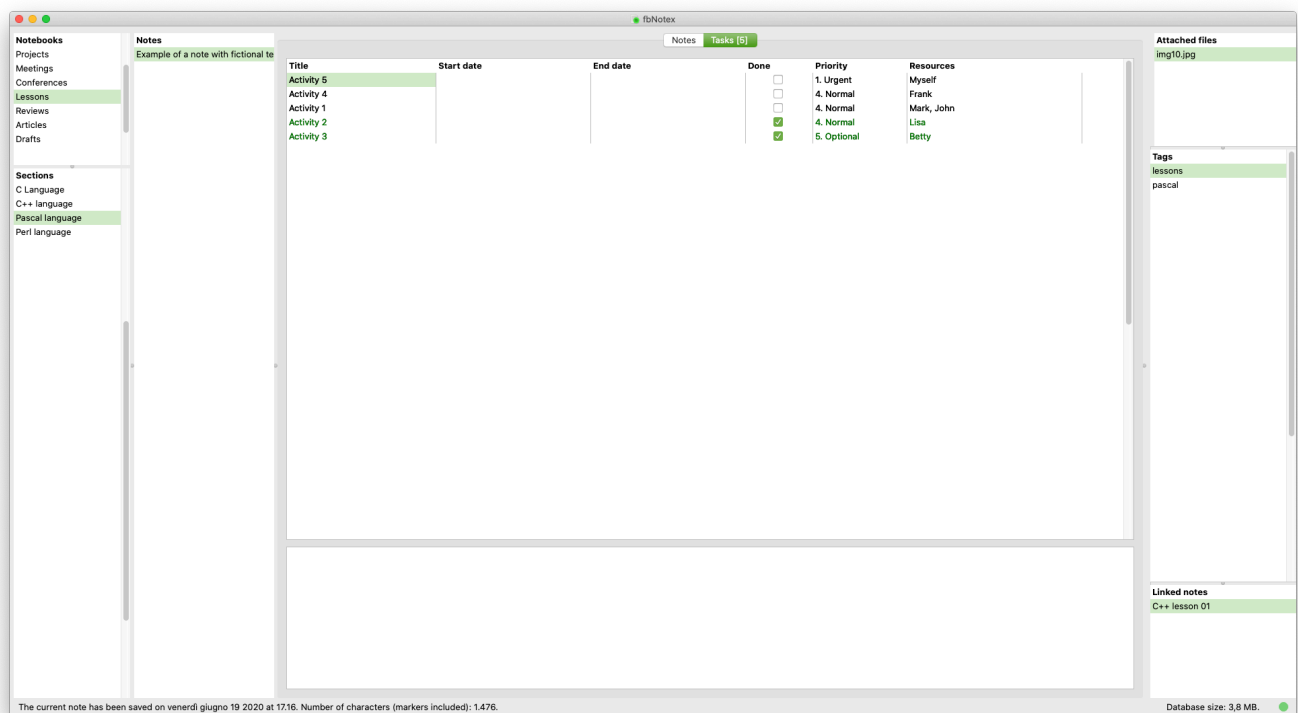 fbNotex
Notebooks
Projects
Meetings
Conferences
Lessons
Reviews
Articles
Drafts
Sections
C Language
C++ language
Pascal language
Perl language
Notes
Example of a note with fictional te
Notes Tasks [5]
Title Start date End date Done Priority Resources
Activity 5 1. Urgent Myself
Activity 4 4. Normal Frank
Activity 1 4. Normal Mark, John
Activity 2 4. Normal Lisa
Activity 3 5. Optional Betty
Attached files
img10.jpg
Tags
lessons
pascal
Linked notes
C++ lesson 01
The current note has been saved on venerdì giugno 19 2020 at 17.16. Number of characters (markers included): 1.476.
Database size: 3,8 MB.